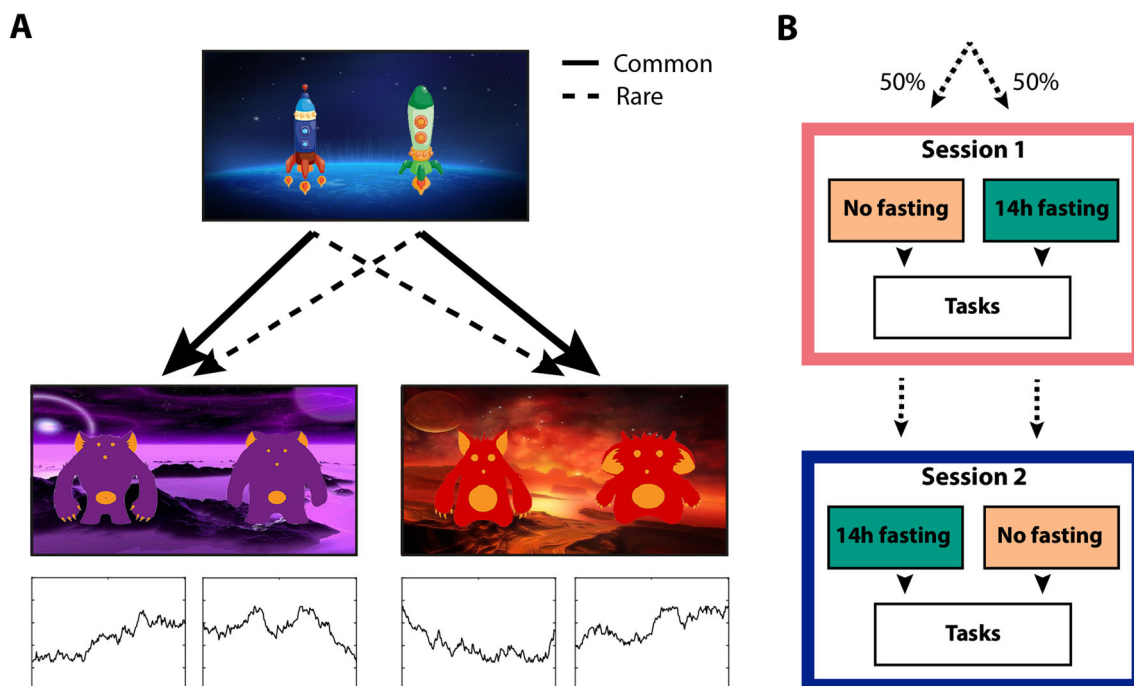 A
Common
Rare
B
50%
50%
Session 1
No fasting
14h fasting
Tasks
Session 2
14h fasting
No fasting
Tasks